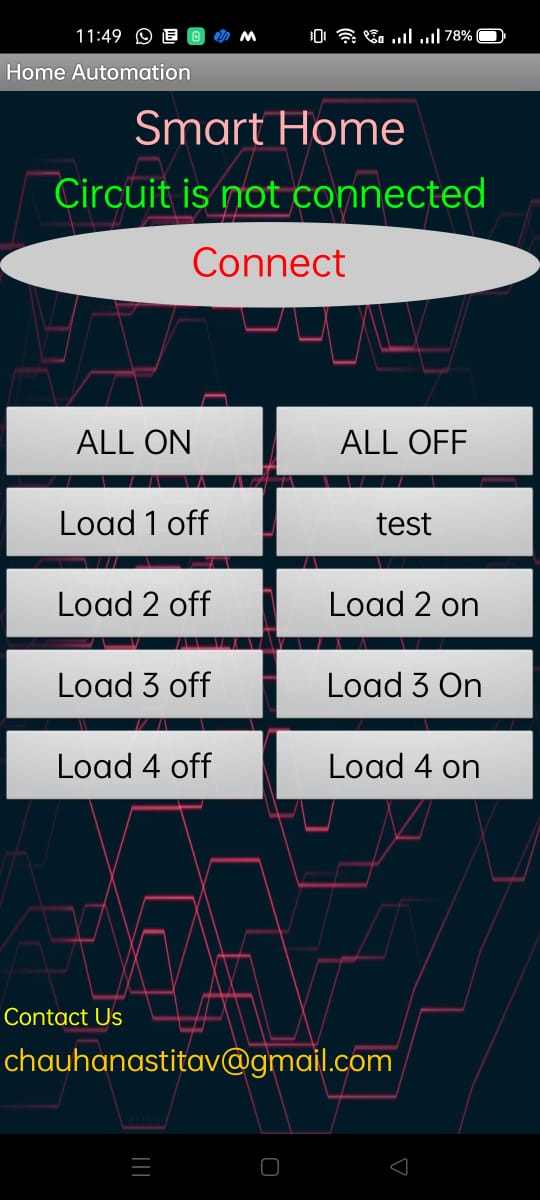 11:49 78%
Home Automation
Smart Home
Circuit is not connected
Connect
ALL ON ALL OFF
Load 1 off test
Load 2 off Load 2 on
Load 3 off Load 3 On
Load 4 off Load 4 on
Contact Us
chauhanastitav@gmail.com